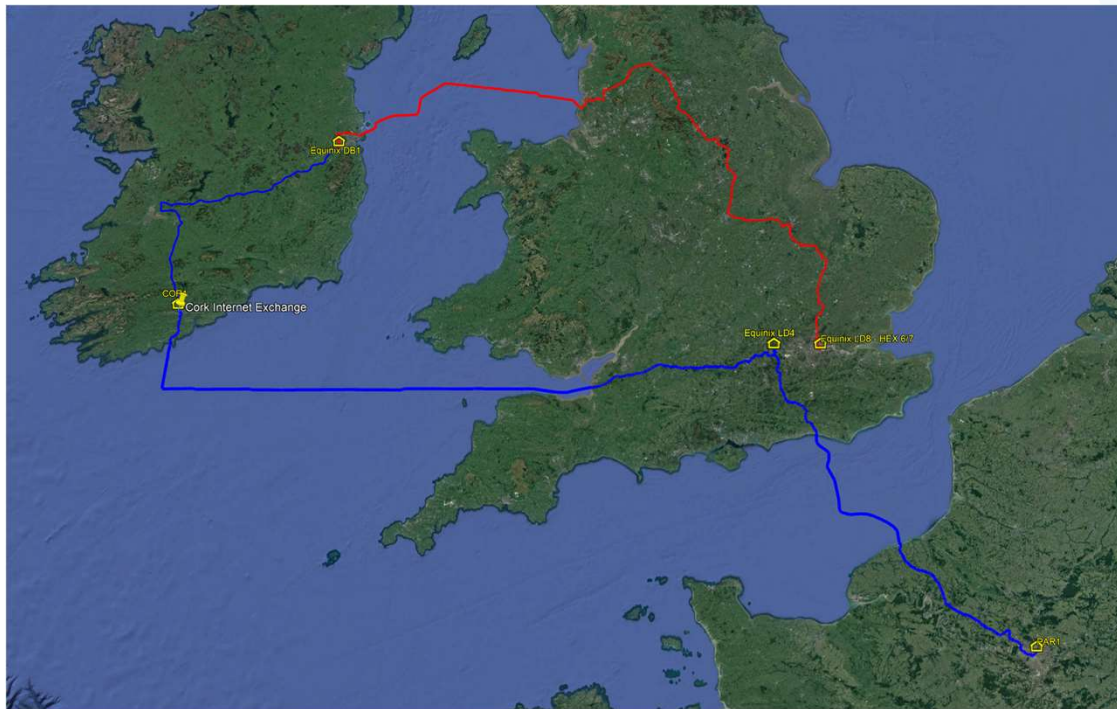 Equinix DB1
COR1
Cork Internet Exchange
Equinix LD4
Equinix LD8 - HEX 6/7
PAR1